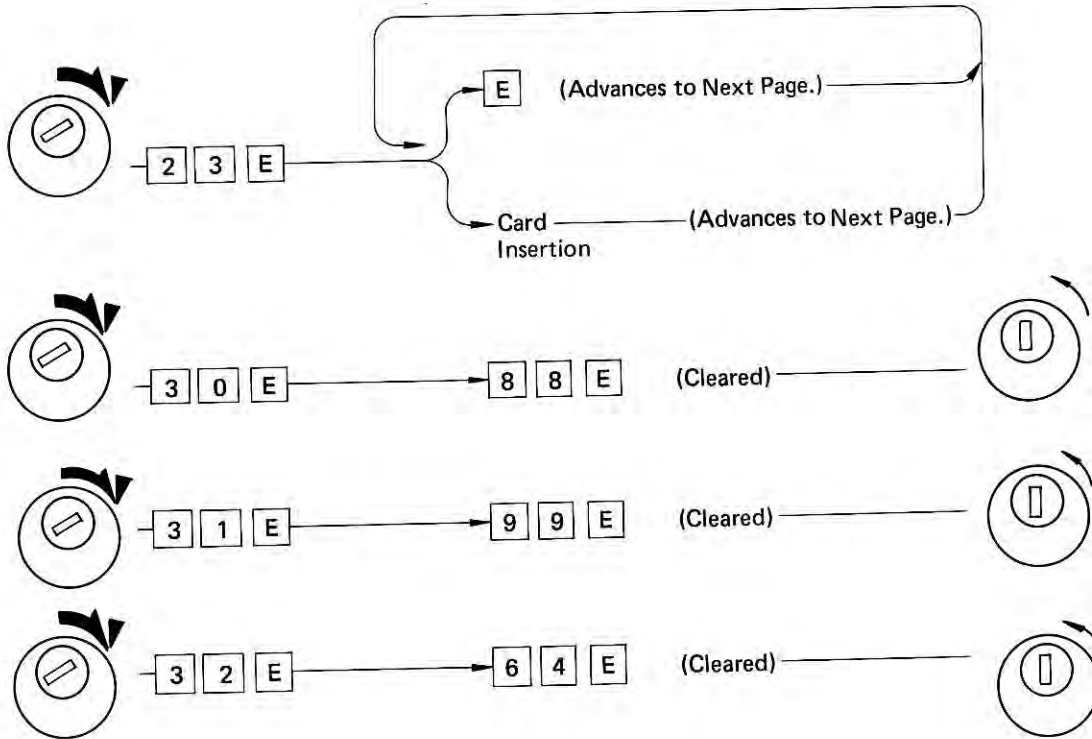 E (Advances to Next Page.)
2 3 E
Card (Advances to Next Page.)
Insertion
3 0 E 8 8 E (Cleared)
3 1 E 9 9 E (Cleared)
3 2 E 6 4 E (Cleared)